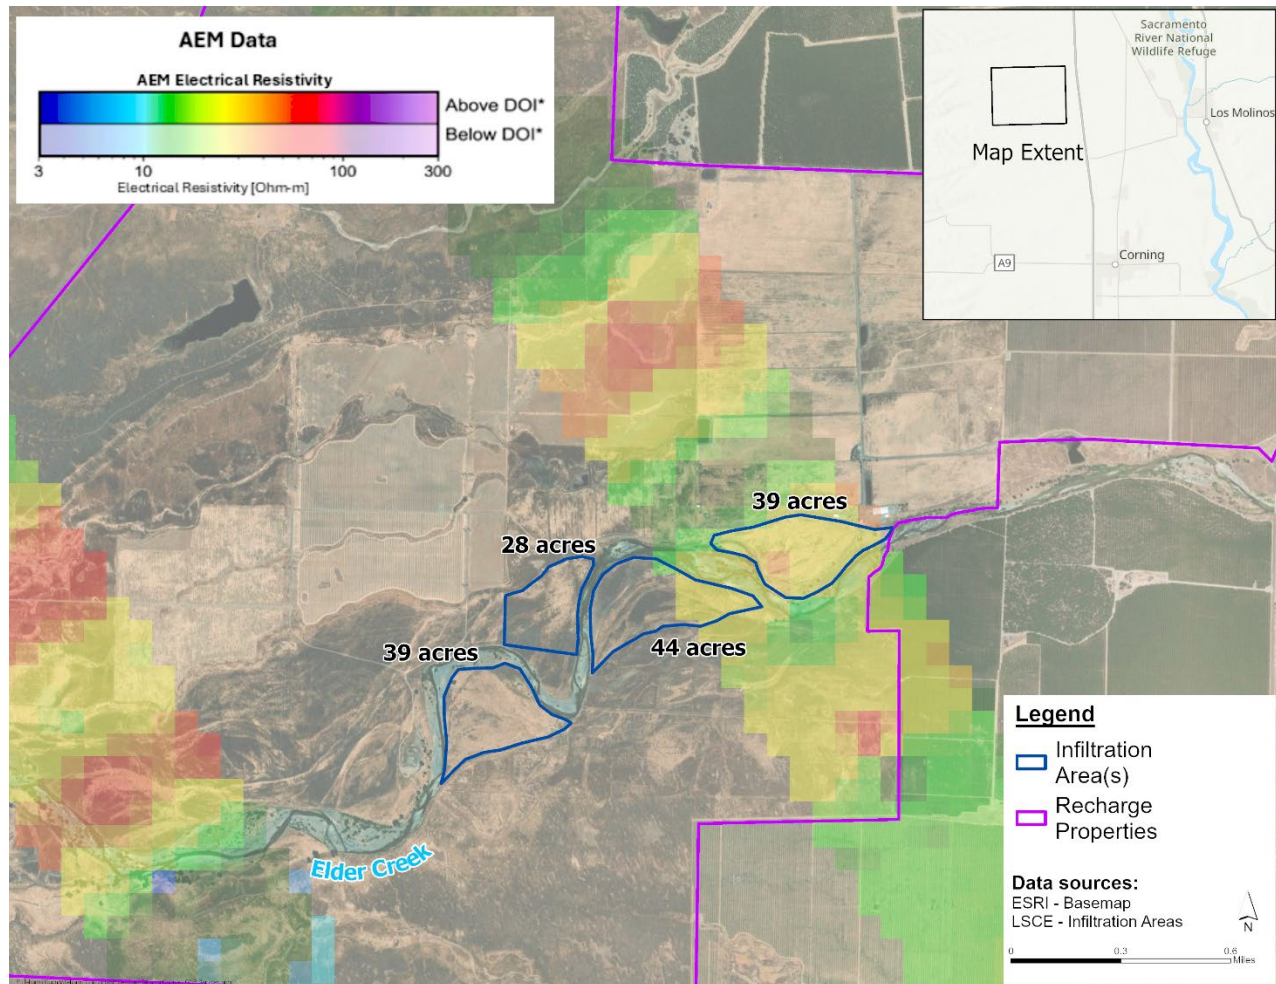 AEM Data
AEM Electrical Resistivity
Above DOI*
Below DOI*
3 10 30 100 300
Electrical Resistivity [Ohm-m]
Sacramento
River National
Wildlife Refuge
Los Molinos
Map Extent
A9
Corning
39 acres
28 acres
39 acres
44 acres
Elder Creek
Legend
Infiltration
Area(s)
Recharge
Properties
Data sources:
ESRI - Basemap
LSCE - Infiltration Areas
N
0 0.3 0.6
Miles